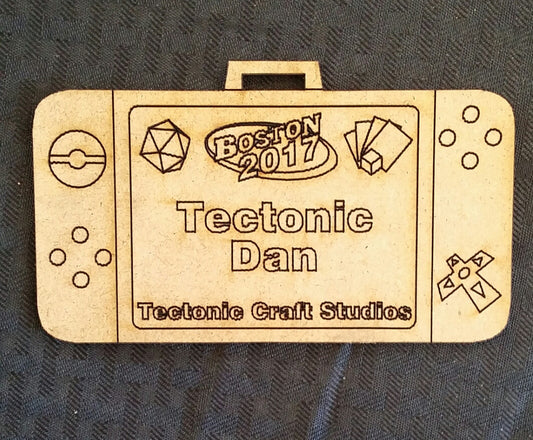 BOSTON
2017
Tectonic
Dan
Tectonic Craft Studios